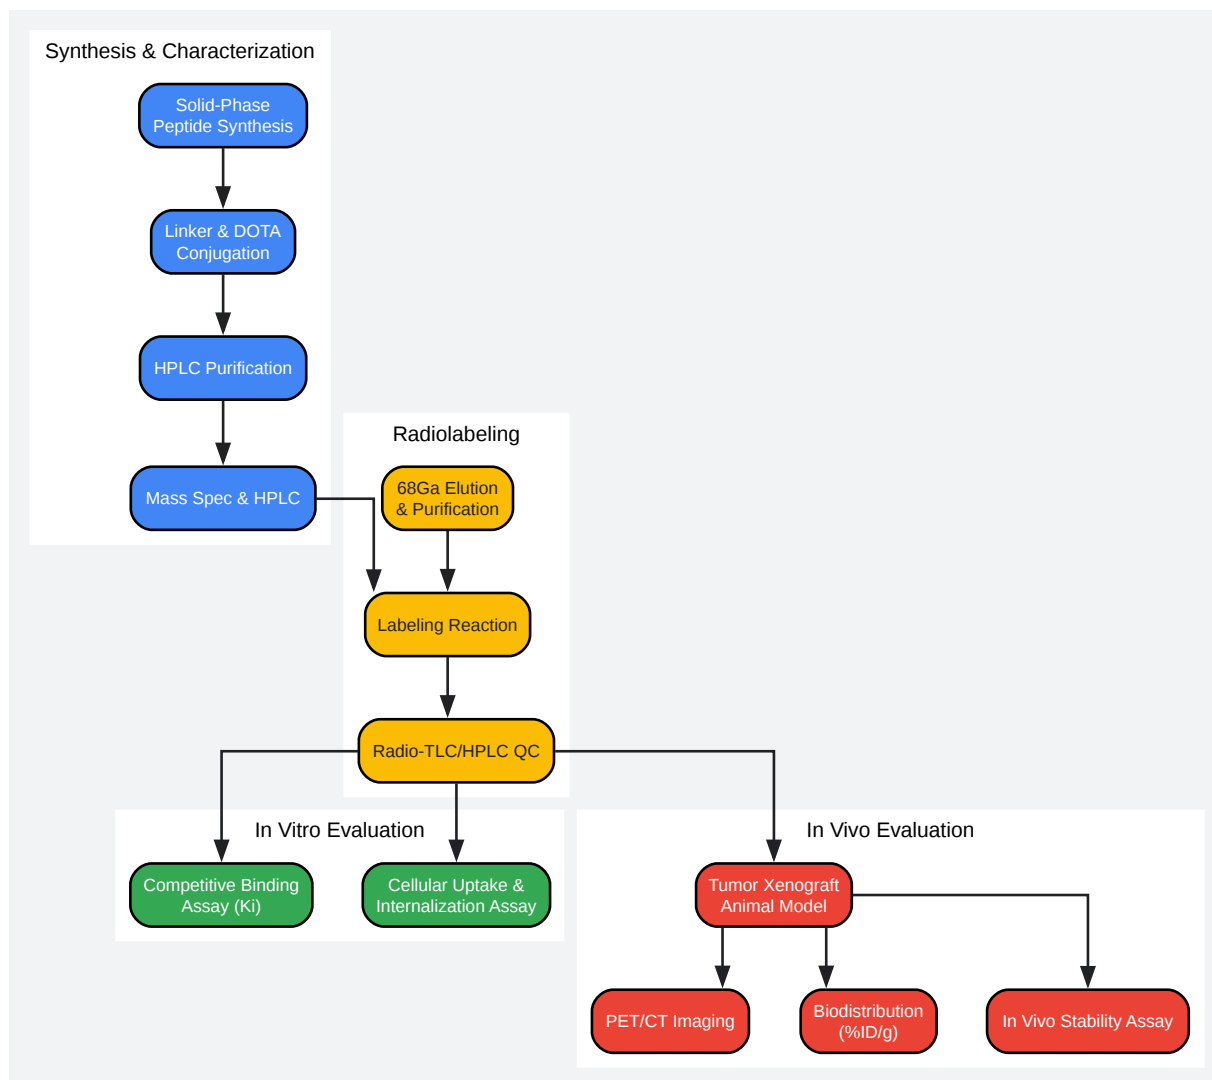 Synthesis & Characterization
Solid-Phase
Peptide Synthesis
Linker & DOTA
Conjugation
HPLC Purification
Mass Spec & HPLC
Radiolabeling
68Ga Elution
& Purification
Labeling Reaction
Radio-TLC/HPLC QC
In Vitro Evaluation
Competitive Binding
Assay (Ki)
Cellular Uptake &
Internalization Assay
In Vivo Evaluation
Tumor Xenograft
Animal Model
PET/CT Imaging
Biodistribution
(%ID/g)
In Vivo Stability Assay